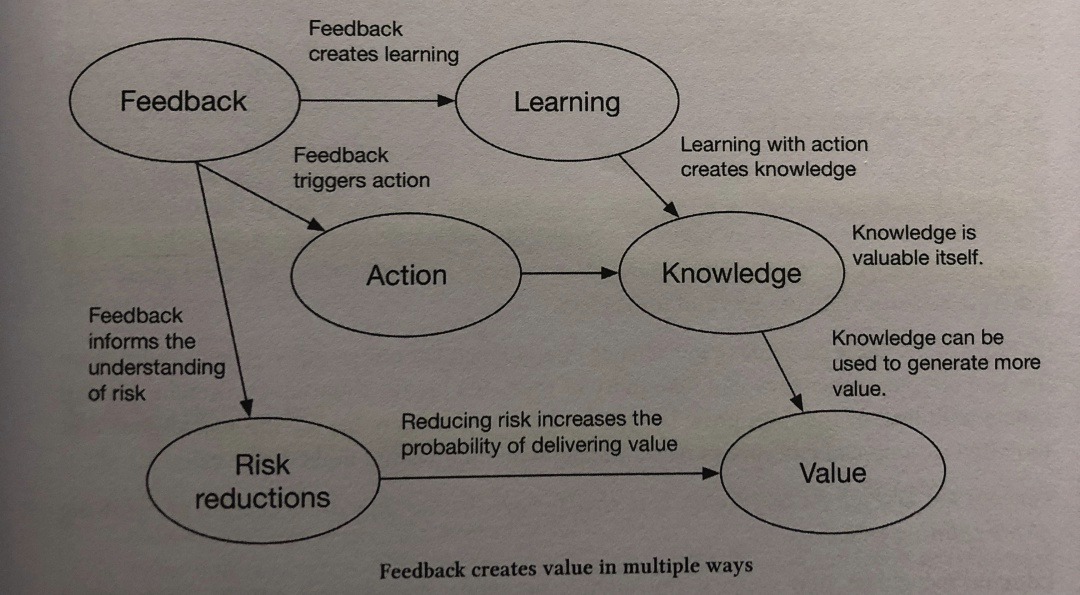 Feedback
creates learning
Feedback
Learning
Feedback
triggers action
Learning with action
creates knowledge
Action
Knowledge
Knowledge is
valuable itself.
Feedback
informs the
understanding
of risk
Knowledge can be
used to generate more
value.
Reducing risk increases the
probability of delivering value
Risk
reductions
Value
Feedback creates value in multiple ways